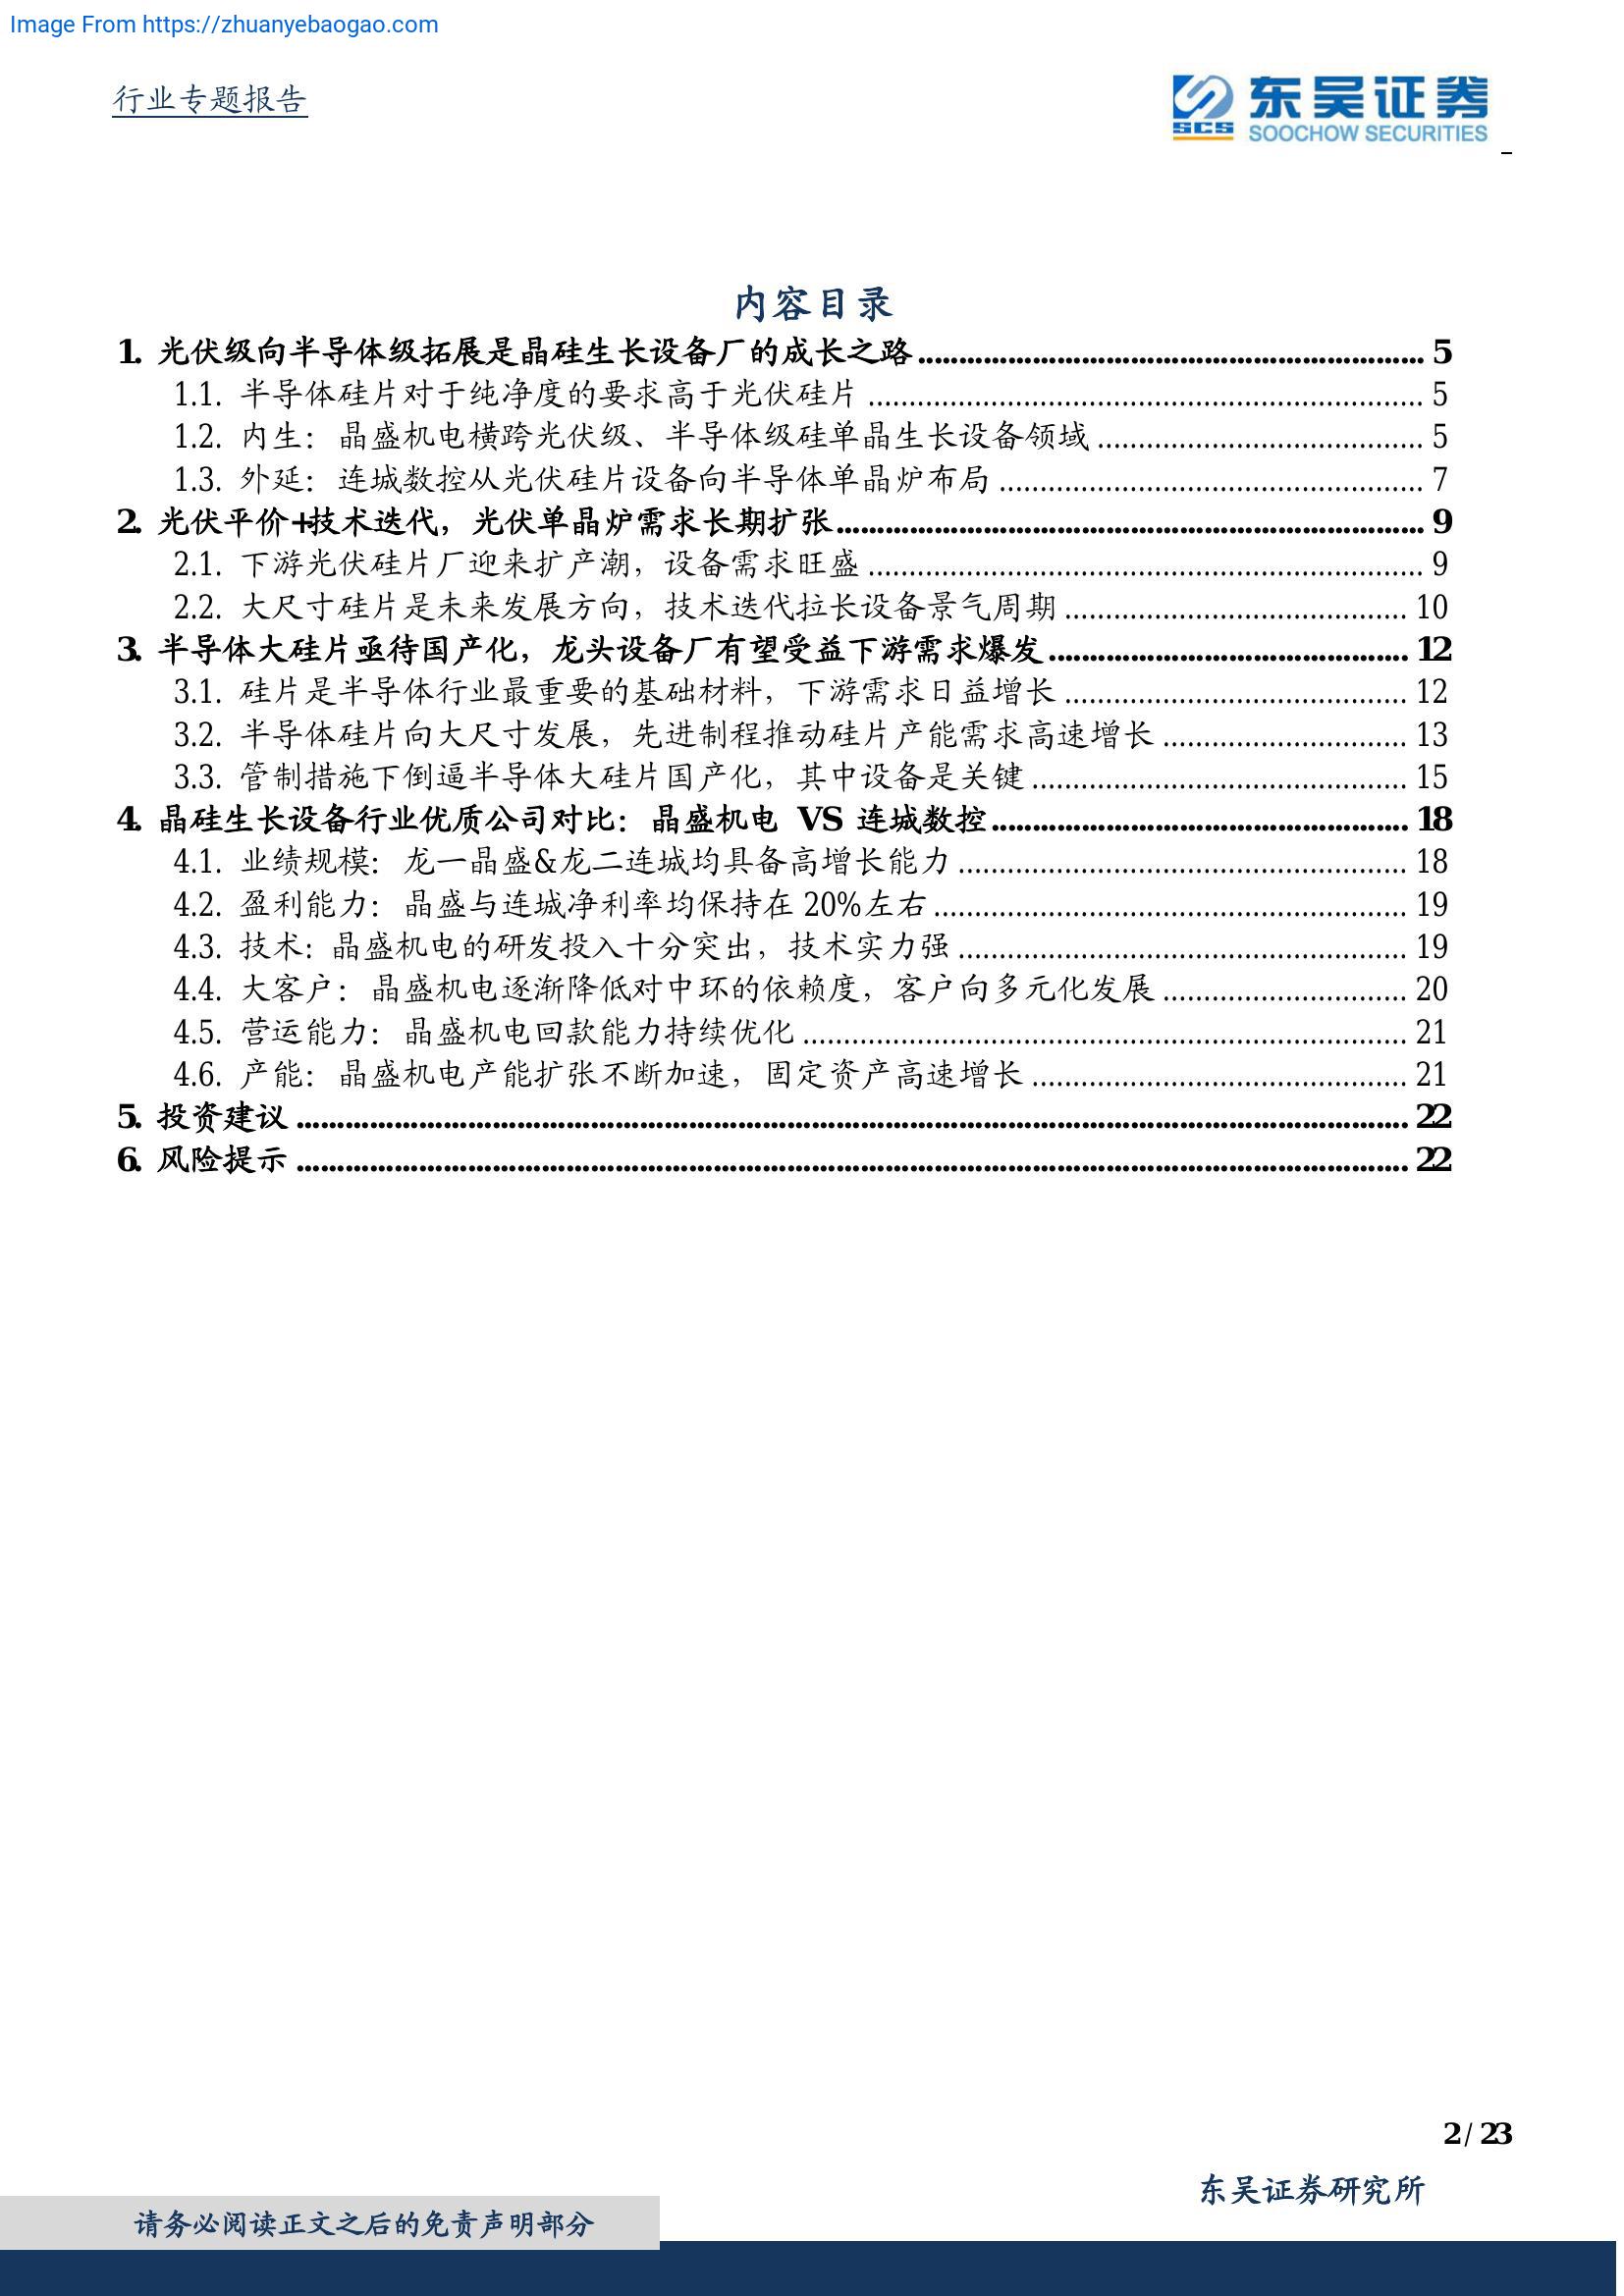 Image From https://zhuanyebaogao.com
行业专题报告
东吴证券
SCS
SOOCHOW SECURITIES
内容目录
1. 光伏级向半导体级拓展是晶硅生长设备厂的成长之路 5
1.1. 半导体硅片对于纯净度的要求高于光伏硅片 5
1.2. 内生：晶盛机电横跨光伏级、半导体级硅单晶生长设备领域 5
1.3. 外延：连城数控从光伏硅片设备向半导体单晶炉布局 7
2. 光伏平价+技术迭代，光伏单晶炉需求长期扩张 9
2.1. 下游光伏硅片厂迎来扩产潮，设备需求旺盛 9
2.2. 大尺寸硅片是未来发展方向，技术迭代拉长设备景气周期 10
3. 半导体大硅片亟待国产化，龙头设备厂有望受益下游需求爆发 12
3.1. 硅片是半导体行业最重要的基础材料，下游需求日益增长 12
3.2. 半导体硅片向大尺寸发展，先进制程推动硅片产能需求高速增长 13
3.3. 管制措施下倒逼半导体大硅片国产化，其中设备是关键 15
4. 晶硅生长设备行业优质公司对比：晶盛机电 VS 连城数控 18
4.1. 业绩规模：龙一晶盛&龙二连城均具备高增长能力 18
4.2. 盈利能力：晶盛与连城净利率均保持在 20%左右 19
4.3. 技术：晶盛机电的研发投入十分突出，技术实力强 19
4.4. 大客户：晶盛机电逐渐降低对中环的依赖度，客户向多元化发展 20
4.5. 营运能力：晶盛机电回款能力持续优化 21
4.6. 产能：晶盛机电产能扩张不断加速，固定资产高速增长 21
5. 投资建议 22
6. 风险提示 22
2 / 23
东吴证券研究所
请务必阅读正文之后的免责声明部分